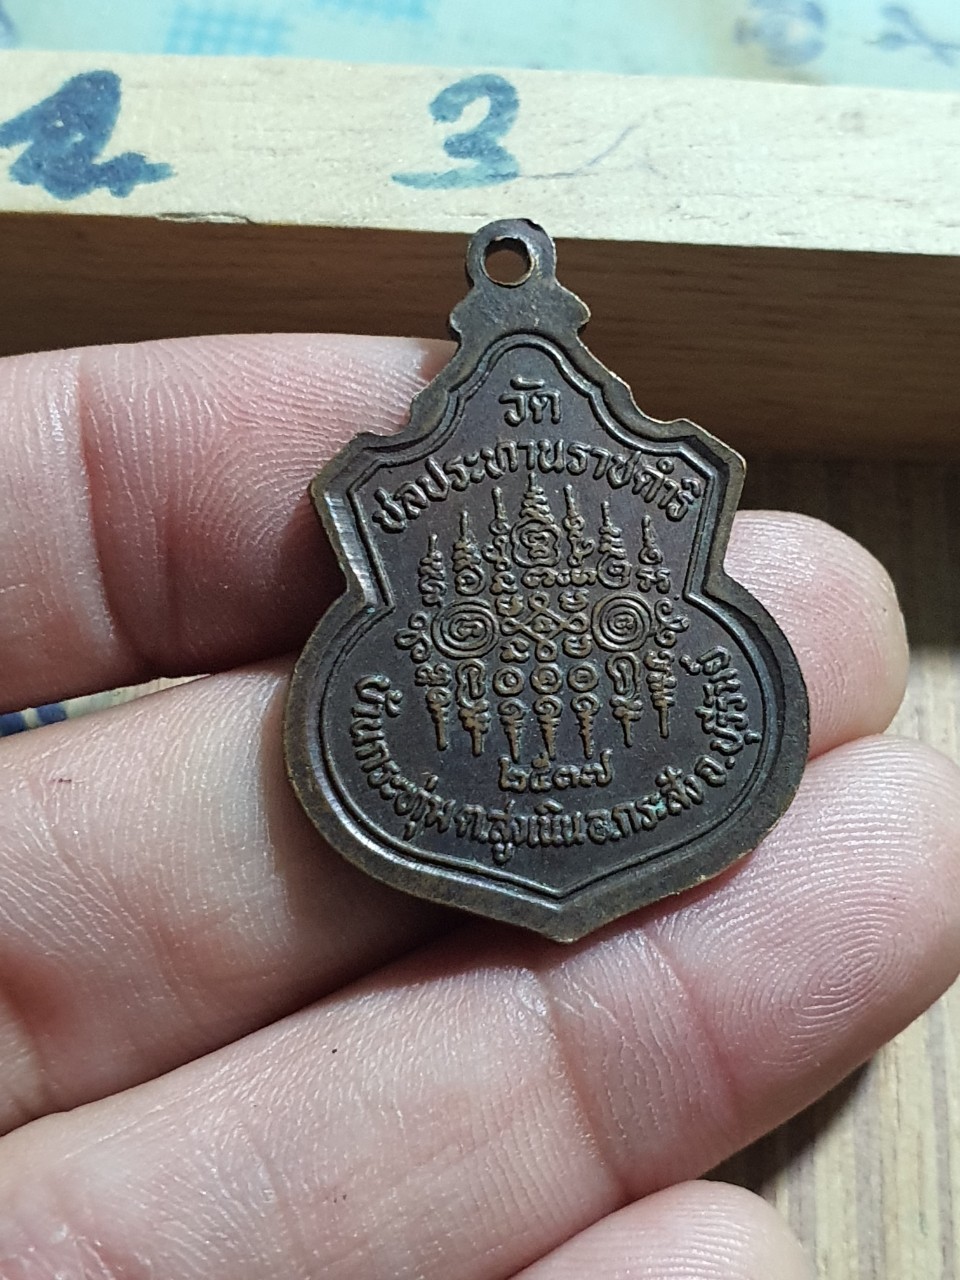 ๒ 3
วัด
ชลประทานราชดำริ
๒๕๓๗
บ้านกระทุ่ม ต.สูงเนิน อ.กระสัง จ.บุรีรัมย์